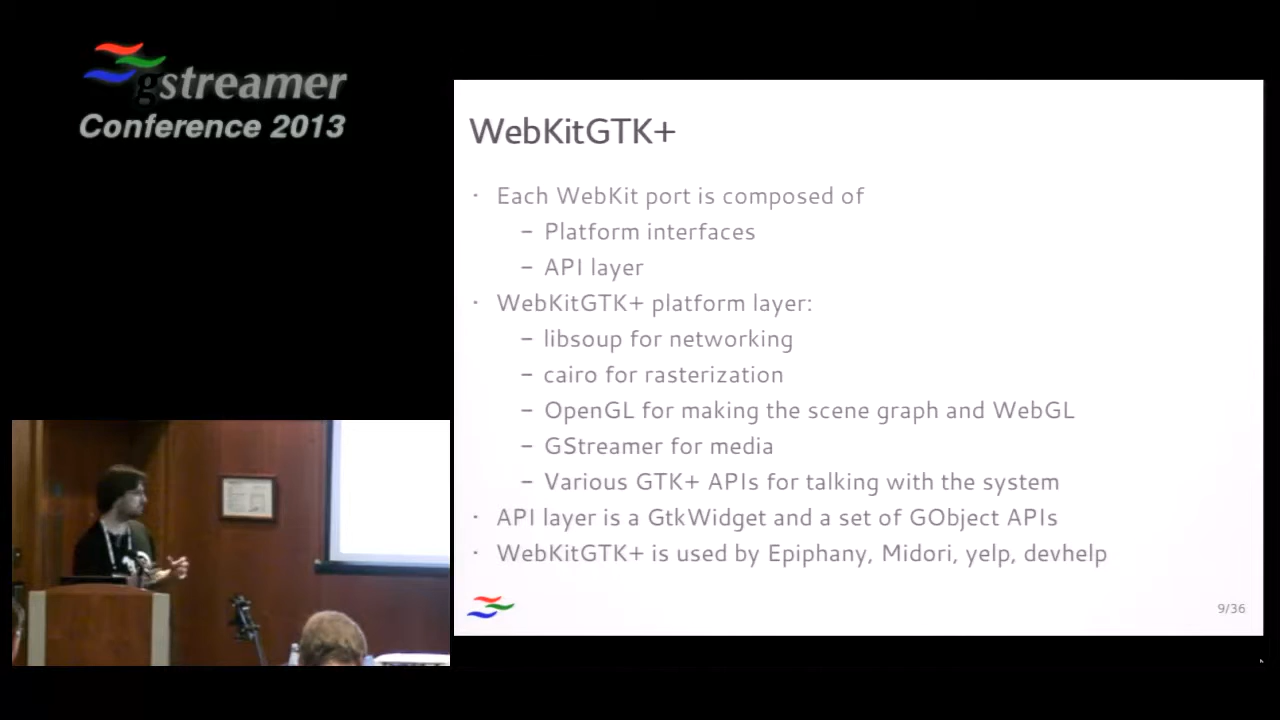 gstreamer
Conference 2013
WebKitGTK+
· Each WebKit port is composed of
– Platform interfaces
– API layer
· WebKitGTK+ platform layer:
– libsoup for networking
– cairo for rasterization
– OpenGL for making the scene graph and WebGL
– GStreamer for media
– Various GTK+ APIs for talking with the system
· API layer is a GtkWidget and a set of GObject APIs
· WebKitGTK+ is used by Epiphany, Midori, yelp, devhelp
9/36